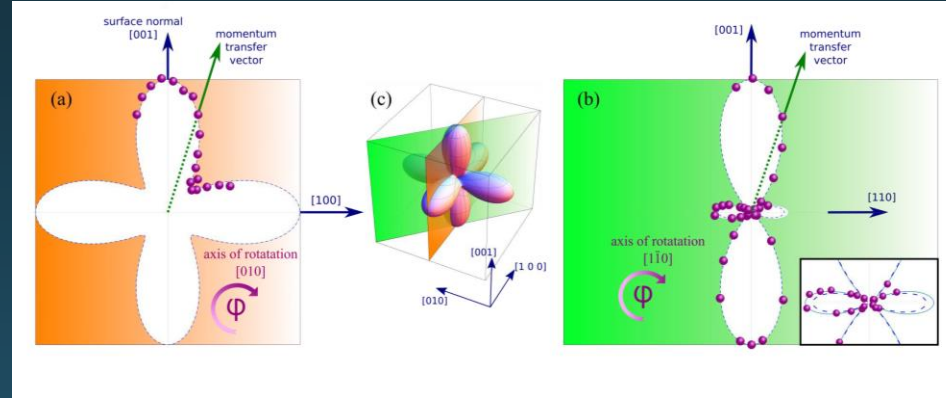 surface normal
[001]
momentum
transfer
vector
(a)
[100]
axis of rotatation
[010]
φ
(c)
[001]
[1 0 0]
[010]
[001]
momentum
transfer
vector
(b)
[110]
axis of rotatation
[11̄0]
φ